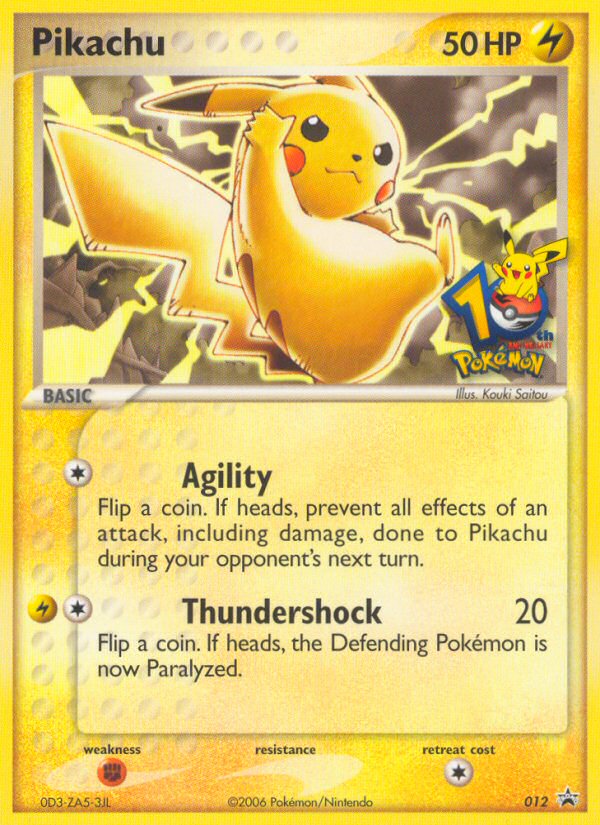 Pikachu 50 HP
10th
ANNIVERSARY
POKéMON
BASIC
Illus. Kouki Saitou
Agility
Flip a coin. If heads, prevent all effects of an
attack, including damage, done to Pikachu
during your opponent's next turn.
Thundershock 20
Flip a coin. If heads, the Defending Pokémon is
now Paralyzed.
weakness resistance retreat cost
0D3-ZA5-3JL ©2006 Pokémon/Nintendo 012